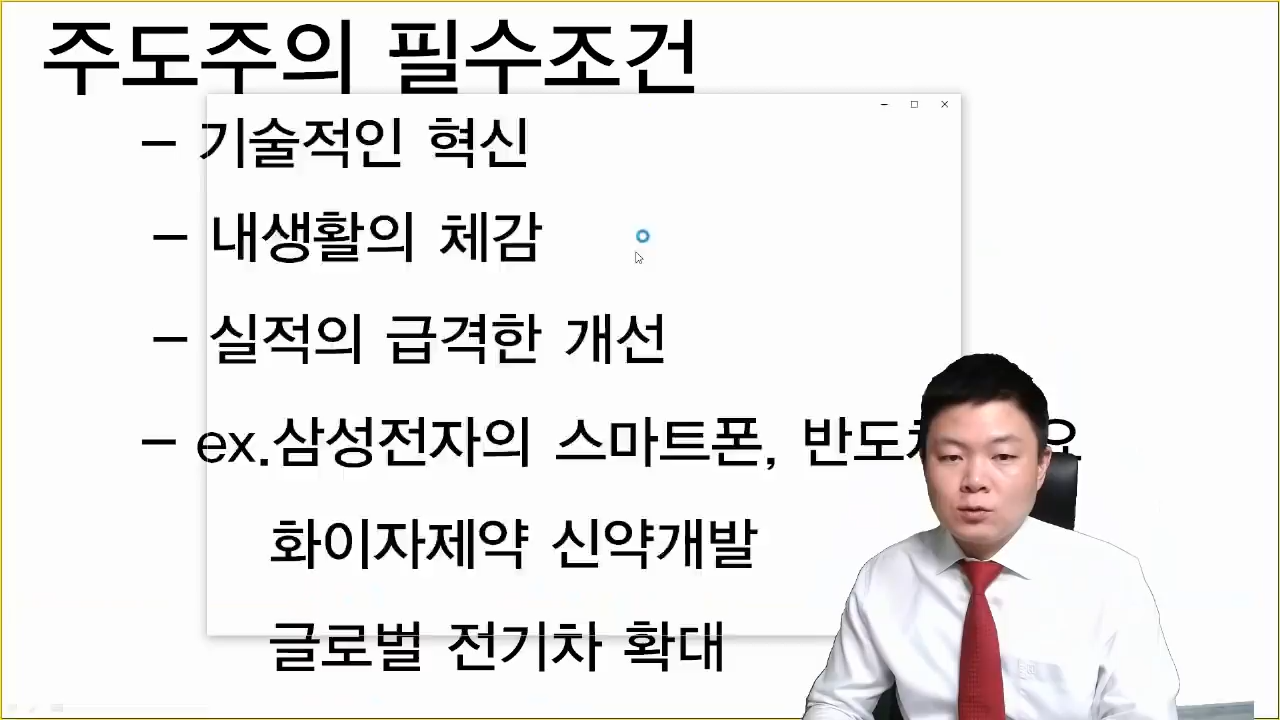 주도주의 필수조건
- 기술적인 혁신
- 내생활의 체감
- 실적의 급격한 개선
- ex.삼성전자의 스마트폰, 반도
화이자제약 신약개발
글로벌 전기차 확대